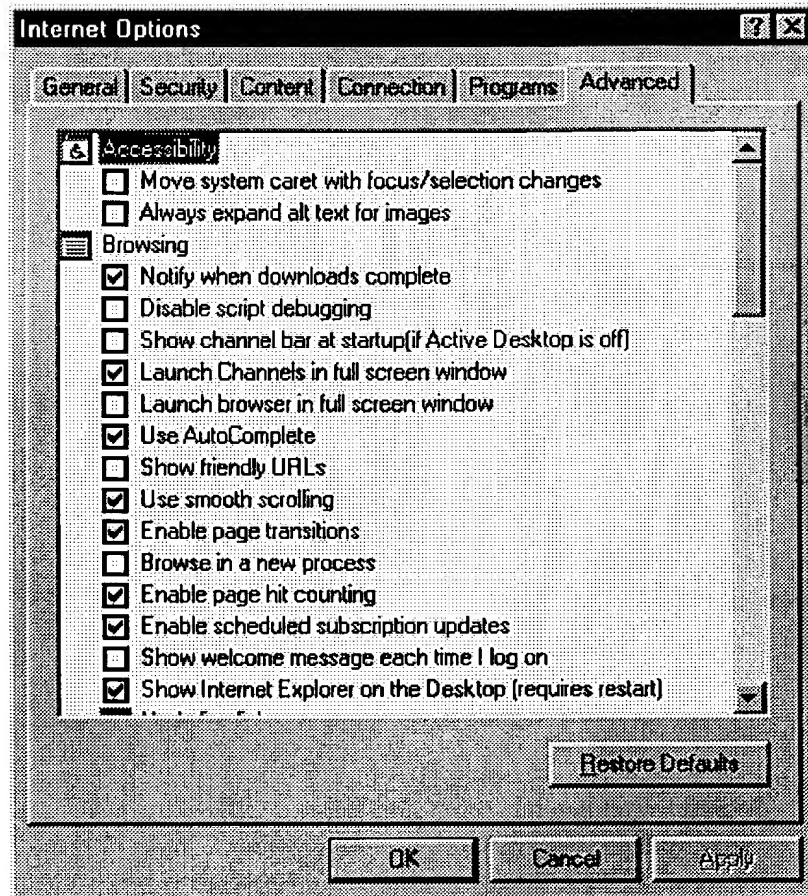 Internet Options
General Security Content Connection Programs Advanced
Accessibility
Move system caret with focus/selection changes
Always expand alt text for images
Browsing
Notify when downloads complete
Disable script debugging
Show channel bar at startup(if Active Desktop is off)
Launch Channels in full screen window
Launch browser in full screen window
Use AutoComplete
Show friendly URLs
Use smooth scrolling
Enable page transitions
Browse in a new process
Enable page hit counting
Enable scheduled subscription updates
Show welcome message each time I log on
Show Internet Explorer on the Desktop (requires restart)
Restore Defaults
OK Cancel Apply